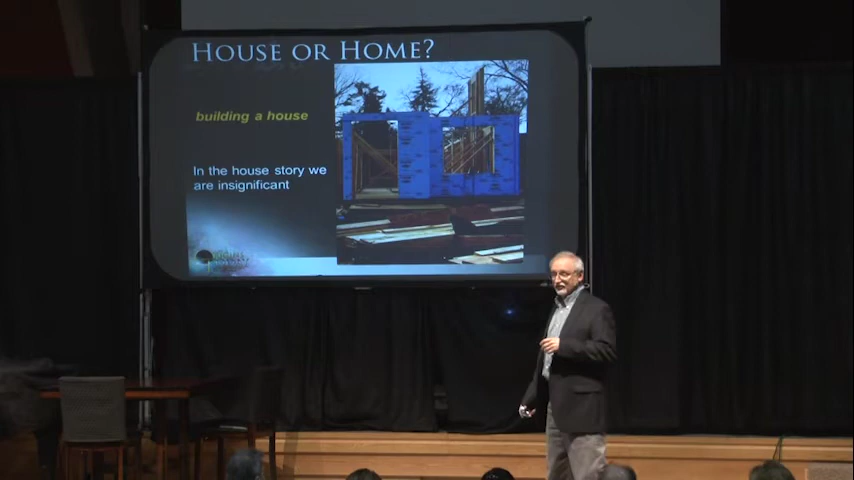 House or Home?
building a house
In the house story we
are insignificant